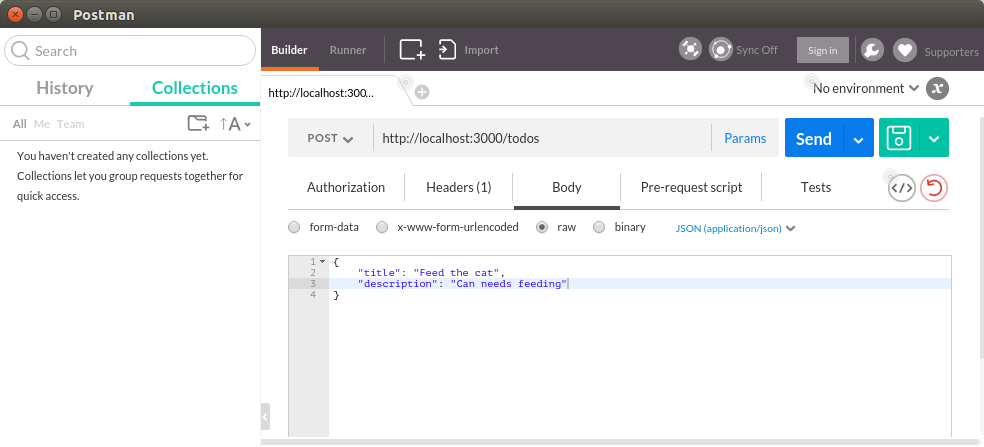 Postman
Search
Builder
Runner
Import
Sync Off
Sign in
Supporters
History
Collections
http://localhost:300...
No environment
All Me Team
A
You haven't created any collections yet.
Collections let you group requests together for
quick access.
POST
http://localhost:3000/todos
Params
Send
Authorization
Headers (1)
Body
Pre-request script
Tests
form-data
x-www-form-urlencoded
raw
binary
JSON (application/json)
1 {
2 "title": "Feed the cat",
3 "description": "Can needs feeding"
4 }